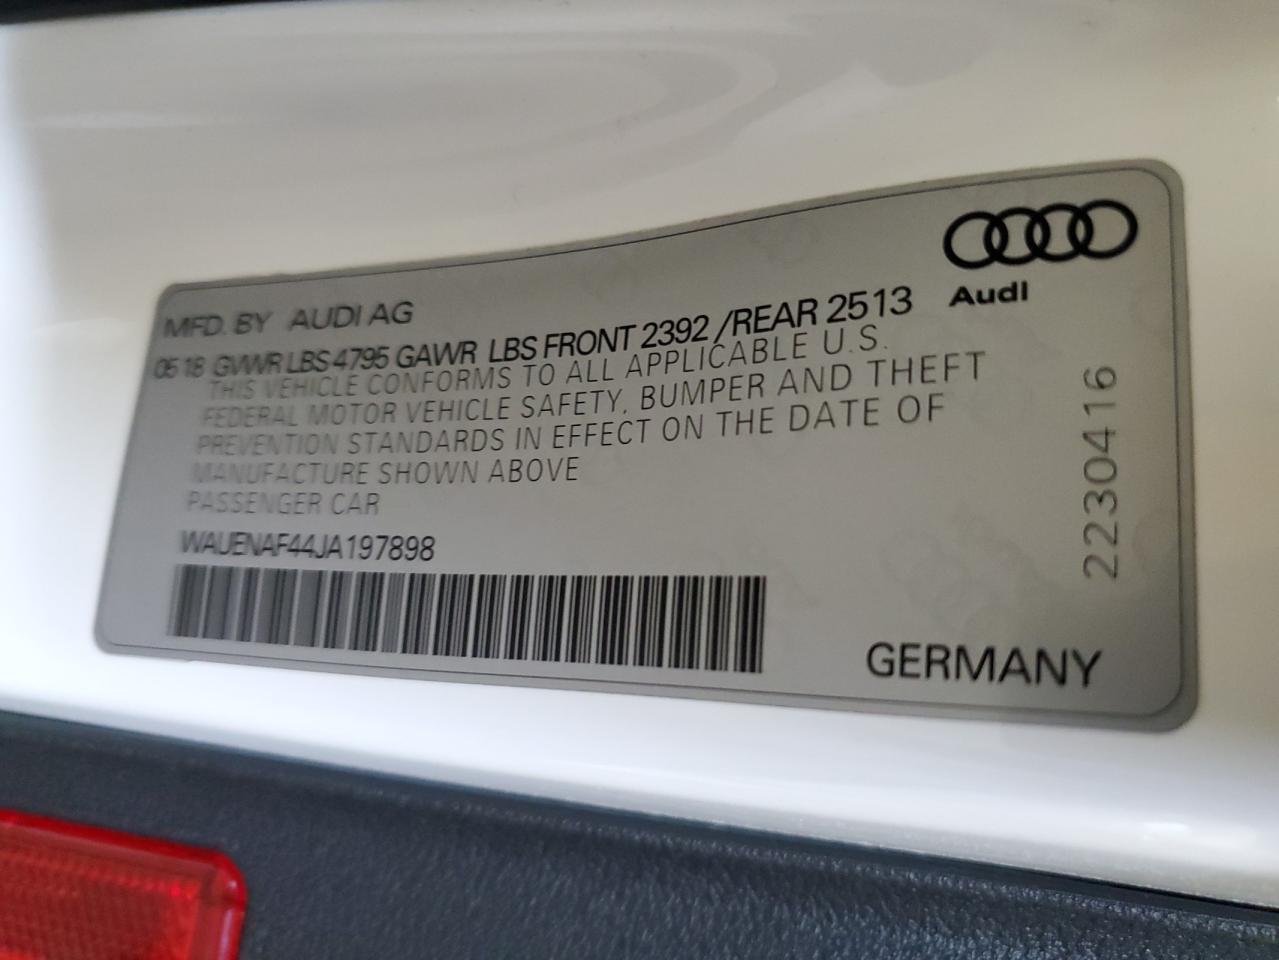 MFD. BY AUDI AG
05 18 GVWR LBS 4795 GAWR LBS FRONT 2392 /REAR 2513
THIS VEHICLE CONFORMS TO ALL APPLICABLE U.S.
FEDERAL MOTOR VEHICLE SAFETY, BUMPER AND THEFT
PREVENTION STANDARDS IN EFFECT ON THE DATE OF
MANUFACTURE SHOWN ABOVE
PASSENGER CAR
WAUENAF44JA197898
Audi
2230416
GERMANY